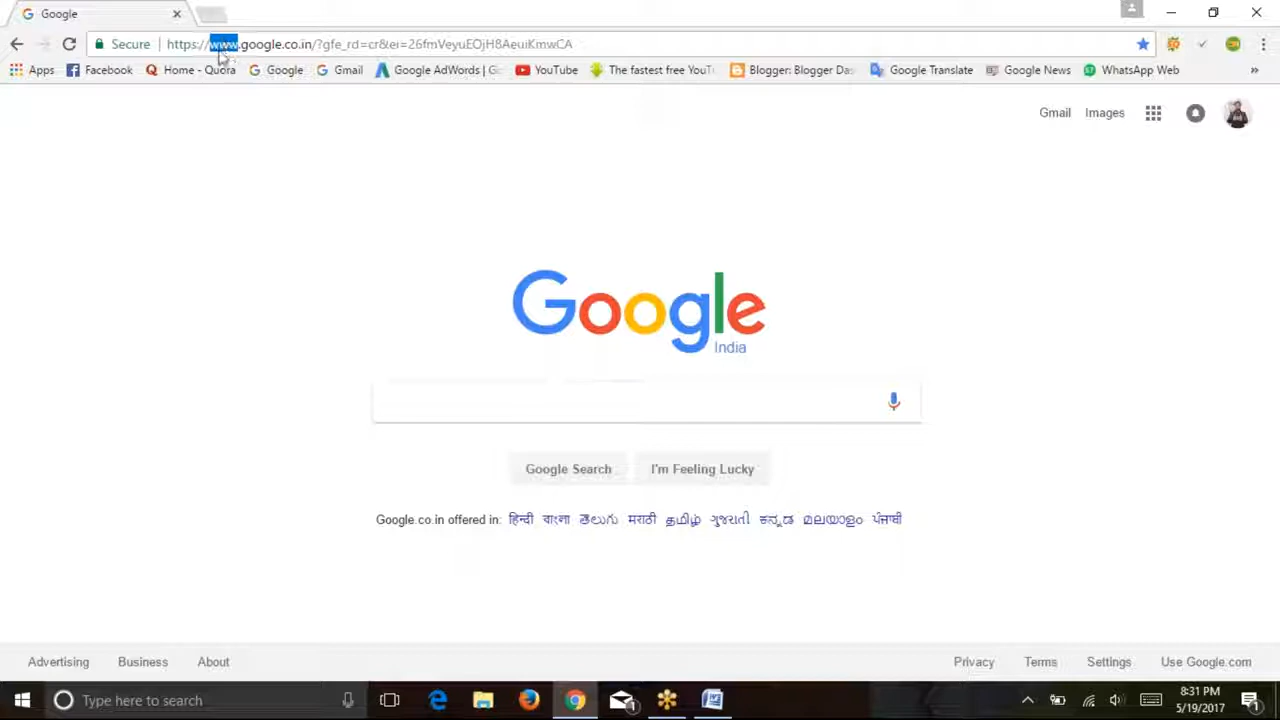 Google
Secure | https://www.google.co.in/?gfe_rd=cr&ei=26fmVeyuEOjH8AeuiKmwCA
Apps Facebook Home - Quora Google Gmail Google AdWords | G YouTube The fastest free YouT Blogger: Blogger Das Google Translate Google News WhatsApp Web »
Gmail Images
Google
India
Google Search I'm Feeling Lucky
Google.co.in offered in: हिन्दी বাংলা తెలుగు मराठी தமிழ் ગુજરાતી ಕನ್ನಡ മലയാളം ਪੰਜਾਬੀ
Advertising Business About Privacy Terms Settings Use Google.com
Type here to search 8:31 PM
5/19/2017